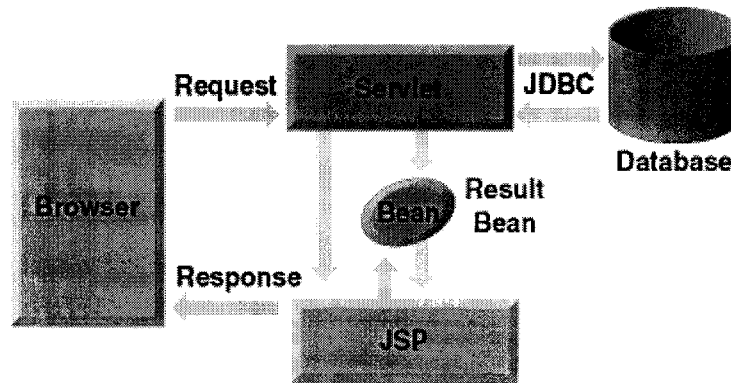 Request
Servlet
JDBC
Database
Browser
Bean
Result
Bean
Response
JSP